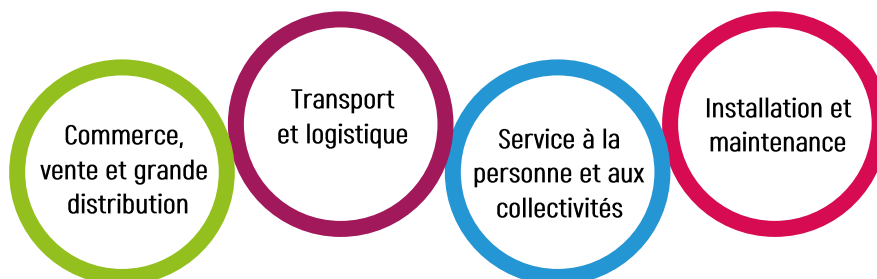 Commerce,
vente et grande
distribution
Transport
et logistique
Service à la
personne et aux
collectivités
Installation et
maintenance